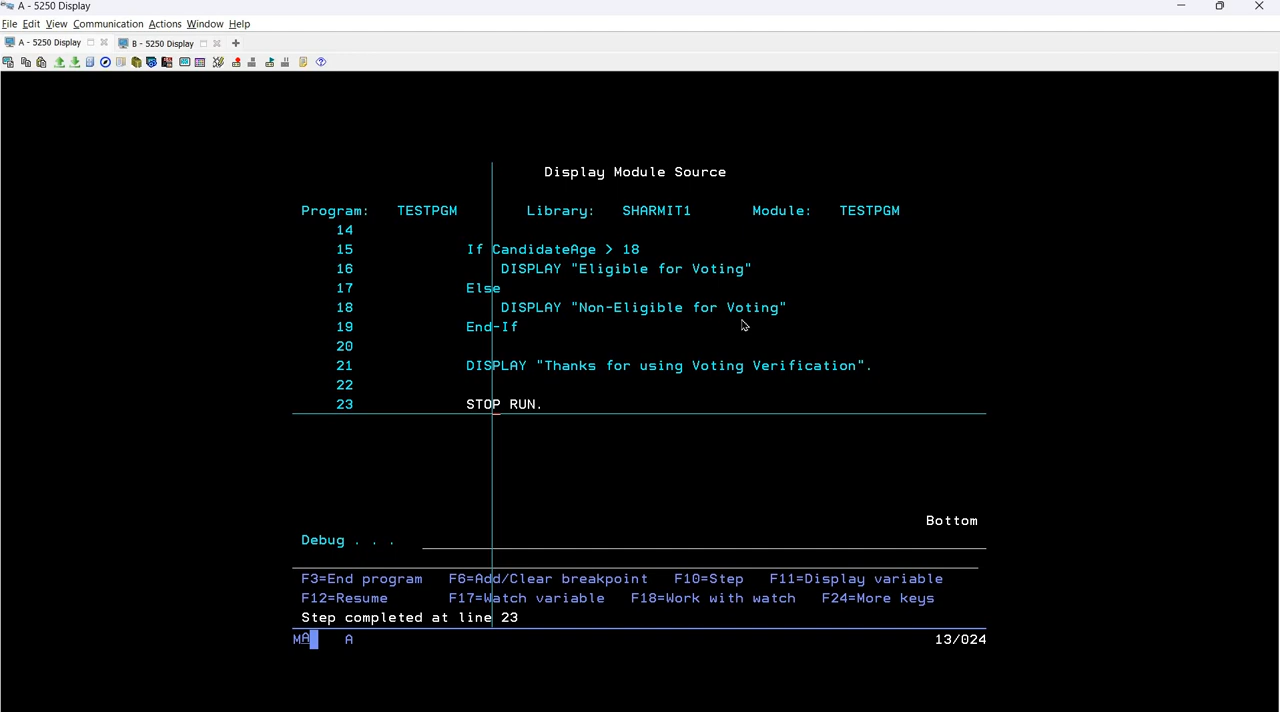 A - 5250 Display
File Edit View Communication Actions Window Help
A - 5250 Display B - 5250 Display
Display Module Source
Program: TESTPGM Library: SHARMIT1 Module: TESTPGM
14
15 If CandidateAge > 18
16 DISPLAY "Eligible for Voting"
17 Else
18 DISPLAY "Non-Eligible for Voting"
19 End-If
20
21 DISPLAY "Thanks for using Voting Verification".
22
23 STOP RUN.
Bottom
Debug . . .
F3=End program F6=Add/Clear breakpoint F10=Step F11=Display variable
F12=Resume F17=Watch variable F18=Work with watch F24=More keys
Step completed at line 23
MA A 13/024